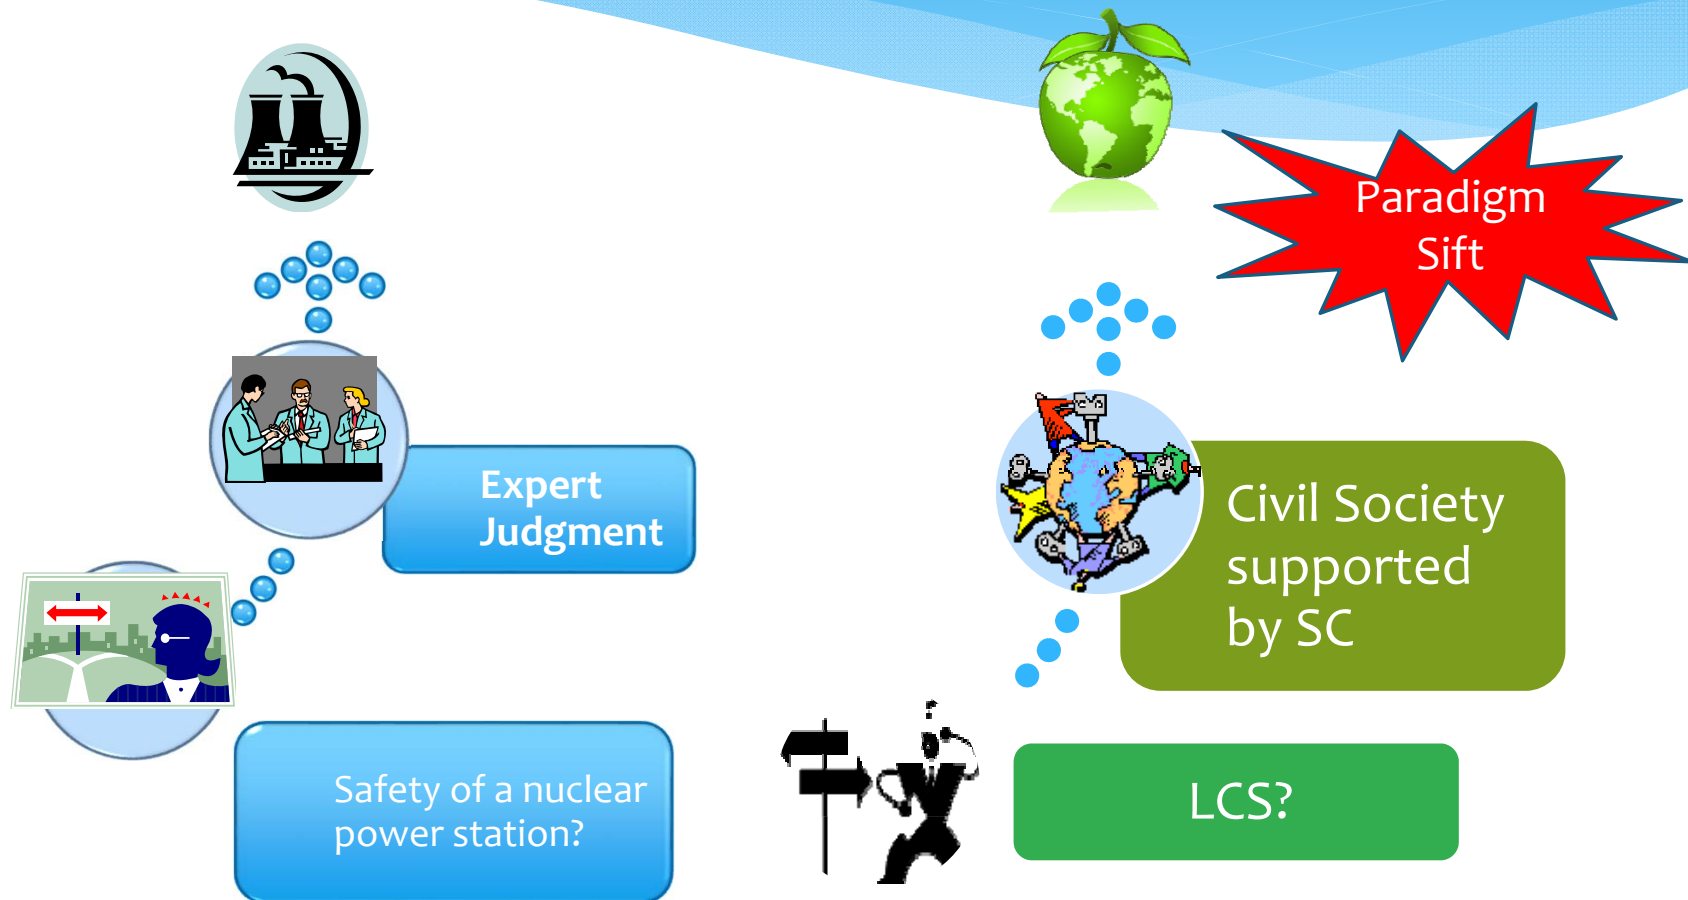 Paradigm
Sift
Expert
Judgment
Civil Society
supported
by SC
Safety of a nuclear
power station?
LCS?